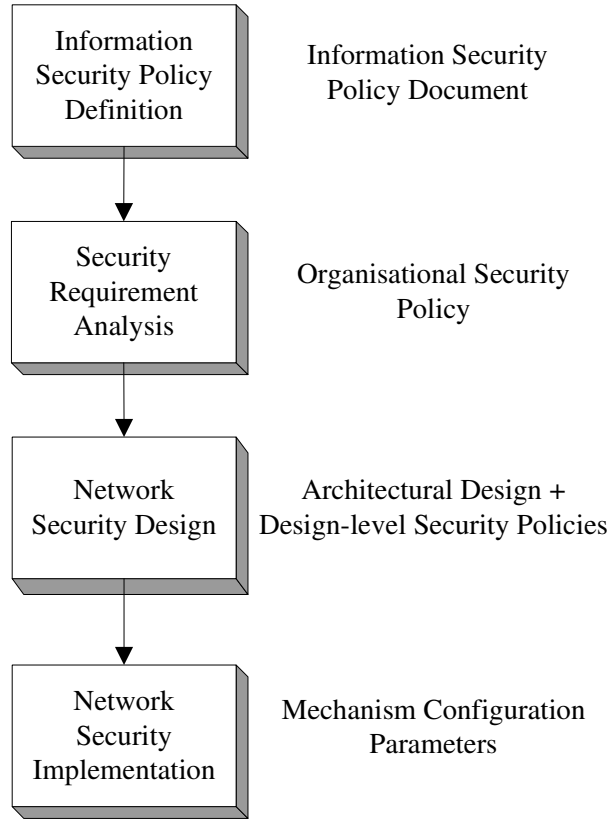 Information
Security Policy
Definition
Information Security
Policy Document
Security
Requirement
Analysis
Organisational Security
Policy
Network
Security Design
Architectural Design +
Design-level Security Policies
Network
Security
Implementation
Mechanism Configuration
Parameters